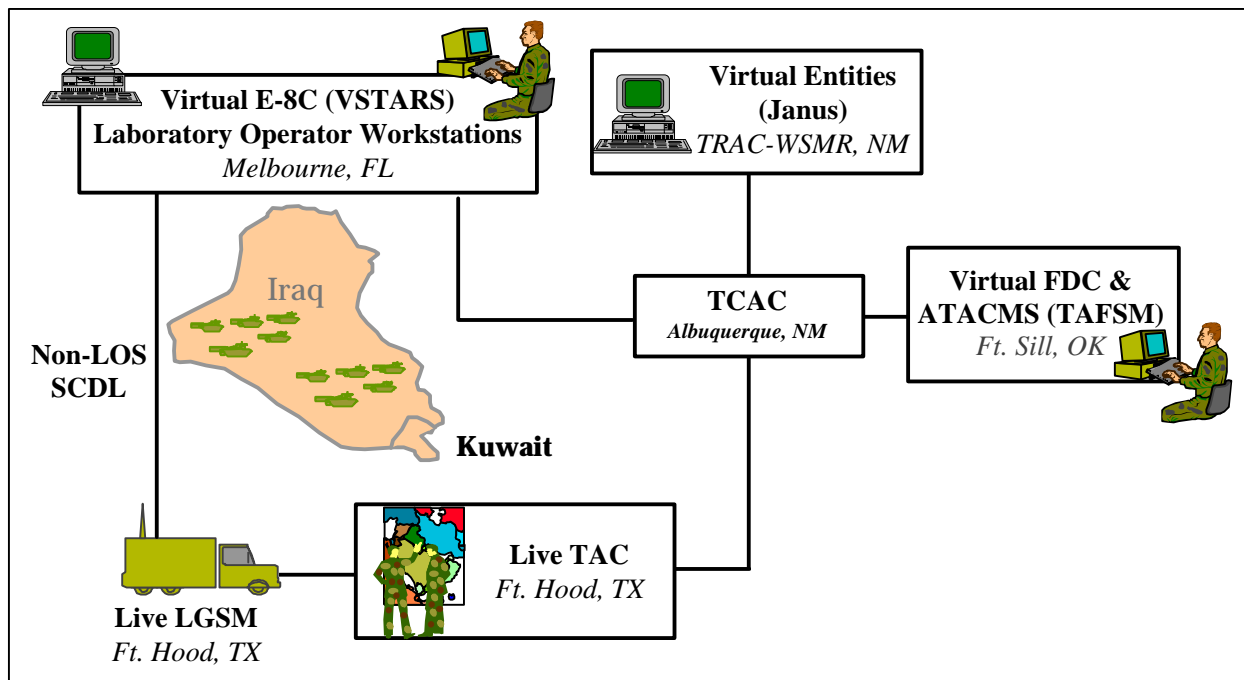 Virtual E-8C (VSTARS)
Laboratory Operator Workstations
Melbourne, FL
Virtual Entities
(Janus)
TRAC-WSMR, NM
Iraq
TCAC
Albuquerque, NM
Virtual FDC &
ATACMS (TAFSM)
Ft. Sill, OK
Non-LOS
SCDL
Kuwait
Live TAC
Ft. Hood, TX
Live LGSM
Ft. Hood, TX